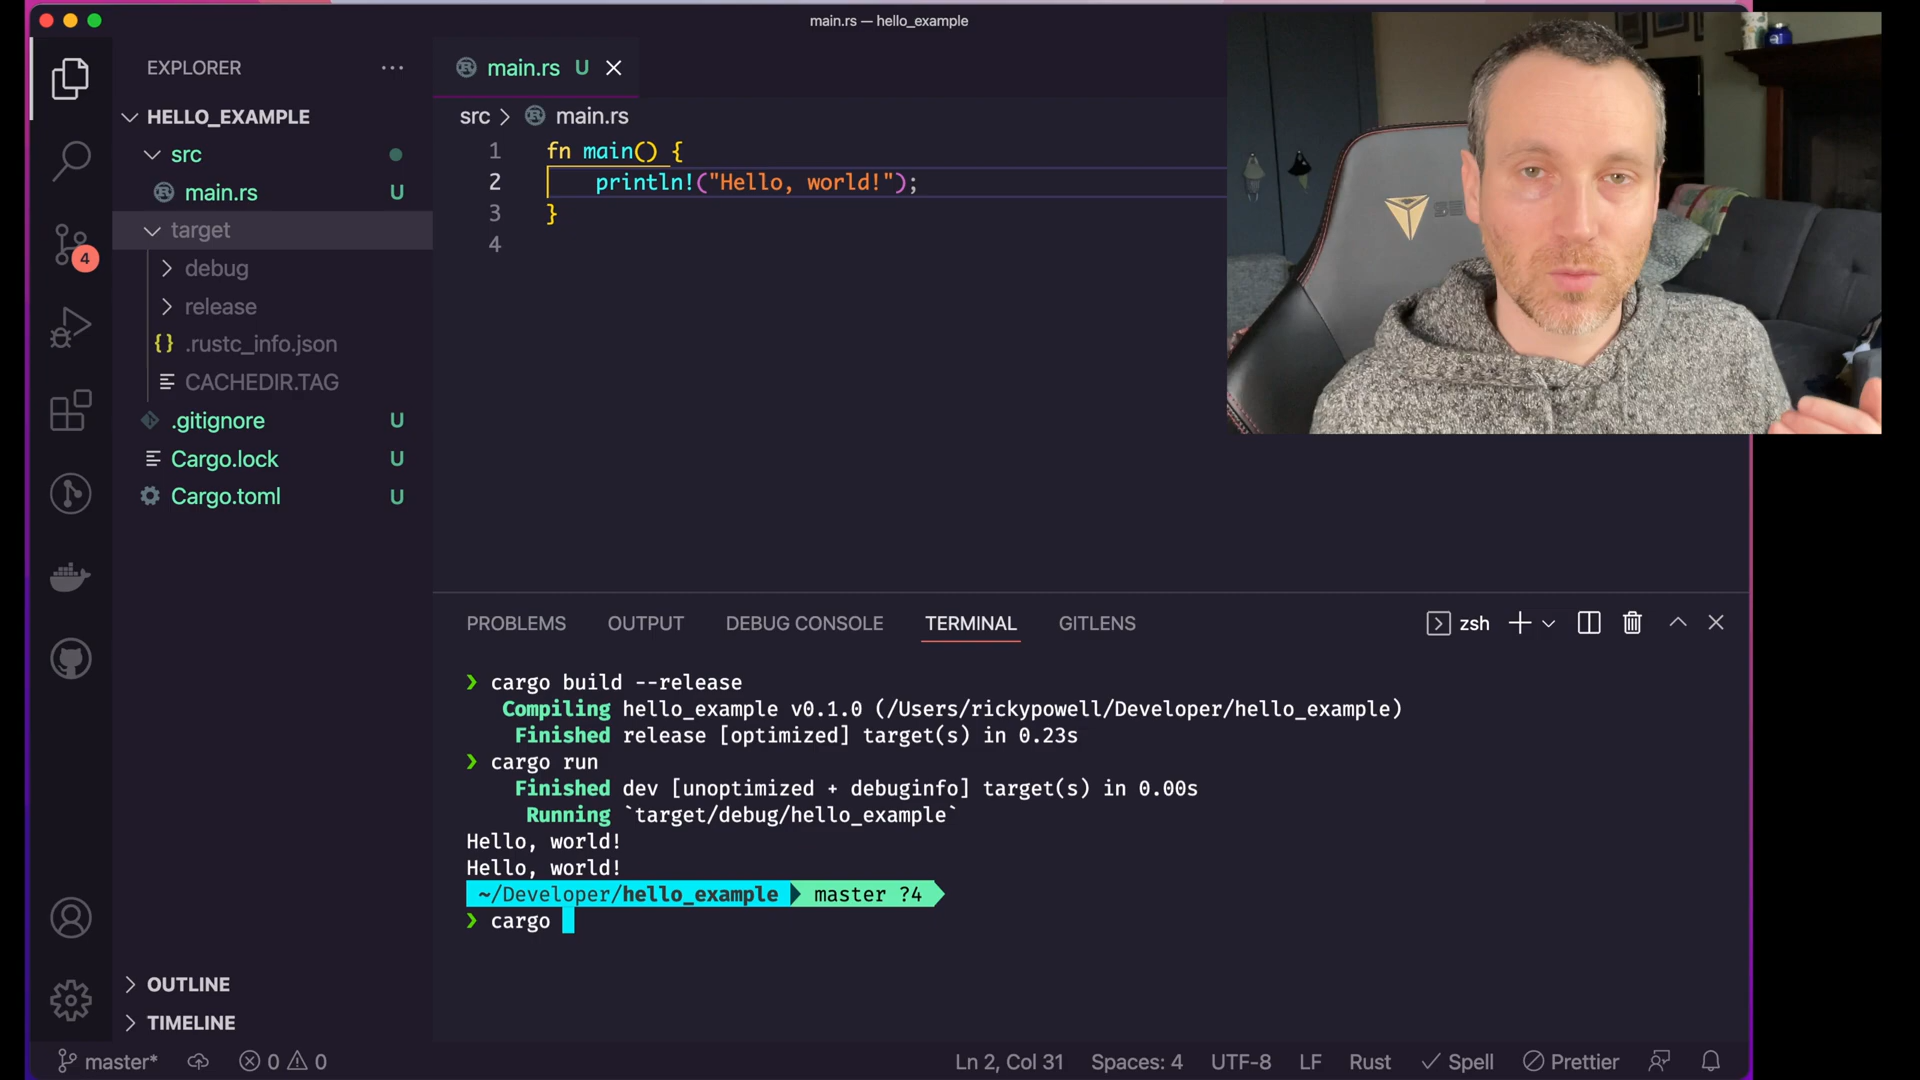 main.rs — hello_example
EXPLORER
HELLO_EXAMPLE
src
main.rs U
target
debug
release
{} .rustc_info.json
CACHEDIR.TAG
.gitignore U
Cargo.lock U
Cargo.toml U
OUTLINE
TIMELINE
4
main.rs U
src > main.rs
1 fn main() {
2 println!("Hello, world!");
3 }
4
PROBLEMS OUTPUT DEBUG CONSOLE TERMINAL GITLENS zsh
❯ cargo build --release
Compiling hello_example v0.1.0 (/Users/rickypowell/Developer/hello_example)
Finished release [optimized] target(s) in 0.23s
❯ cargo run
Finished dev [unoptimized + debuginfo] target(s) in 0.00s
Running `target/debug/hello_example`
Hello, world!
Hello, world!
~/Developer/hello_example master ?4
❯ cargo
master* 0 0 Ln 2, Col 31 Spaces: 4 UTF-8 LF Rust Spell Prettier